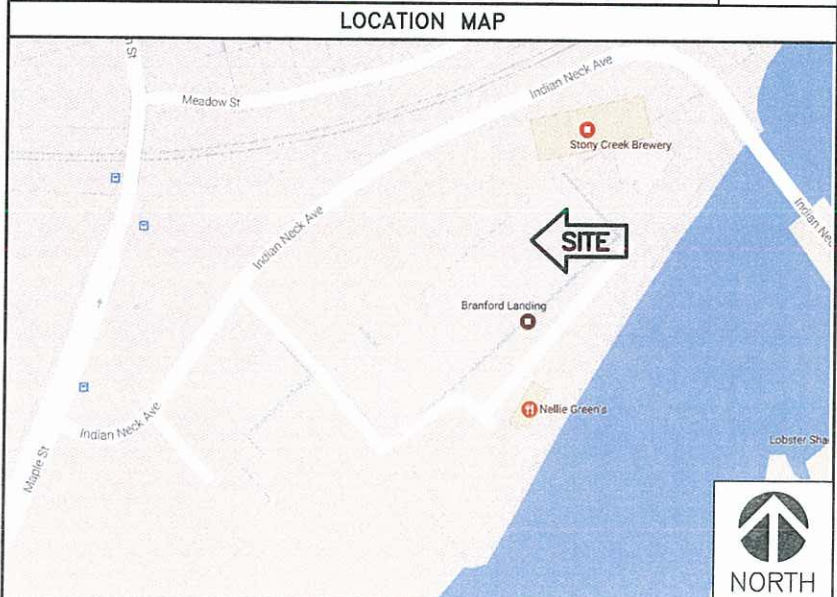 LOCATION MAP
Meadow St
Indian Neck Ave
Stony Creek Brewery
Indian Neck Ave
SITE
Indian
Branford Landing
Nellie Green's
Indian Neck Ave
Maple St
Lobster
NORTH